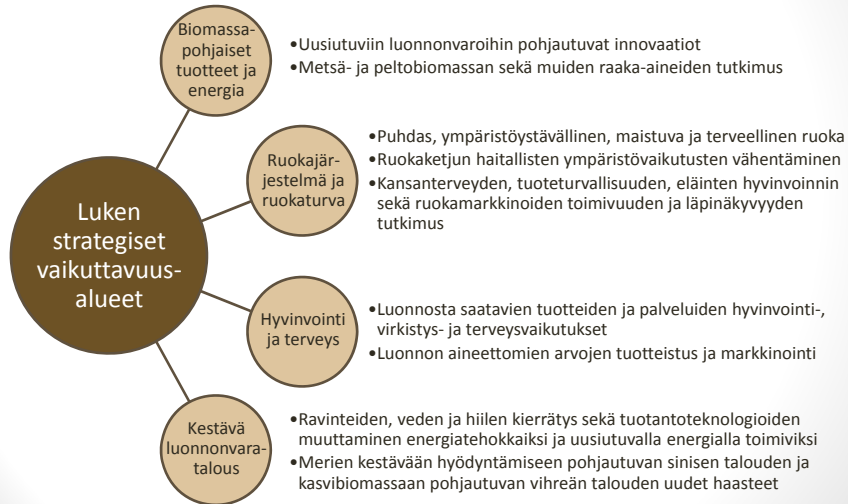 Luken
strategiset
vaikuttavuus-
alueet
Biomassa-
pohjaiset
tuotteet ja
energia
•Uusiutuviin luonnonvaroihin pohjautuvat innovaatiot
•Metsä- ja peltobiomassan sekä muiden raaka-aineiden tutkimus
Ruokajär-
jestelmä ja
ruokaturva
•Puhdas, ympäristöystävällinen, maistuva ja terveellinen ruoka
•Ruokaketjun haitallisten ympäristövaikutusten vähentäminen
•Kansanterveyden, tuoteturvallisuuden, eläinten hyvinvoinnin
sekä ruokamarkkinoiden toimivuuden ja läpinäkyvyyden
tutkimus
Hyvinvointi
ja terveys
•Luonnosta saatavien tuotteiden ja palveluiden hyvinvointi-,
virkistys- ja terveysvaikutukset
•Luonnon aineettomien arvojen tuotteistus ja markkinointi
Kestävä
luonnonvara-
talous
•Ravinteiden, veden ja hiilen kierrätys sekä tuotantoteknologioiden
muuttaminen energiatehokkaiksi ja uusiutuvalla energialla toimiviksi
•Merien kestävään hyödyntämiseen pohjautuvan sinisen talouden ja
kasvibiomassaan pohjautuvan vihreän talouden uudet haasteet